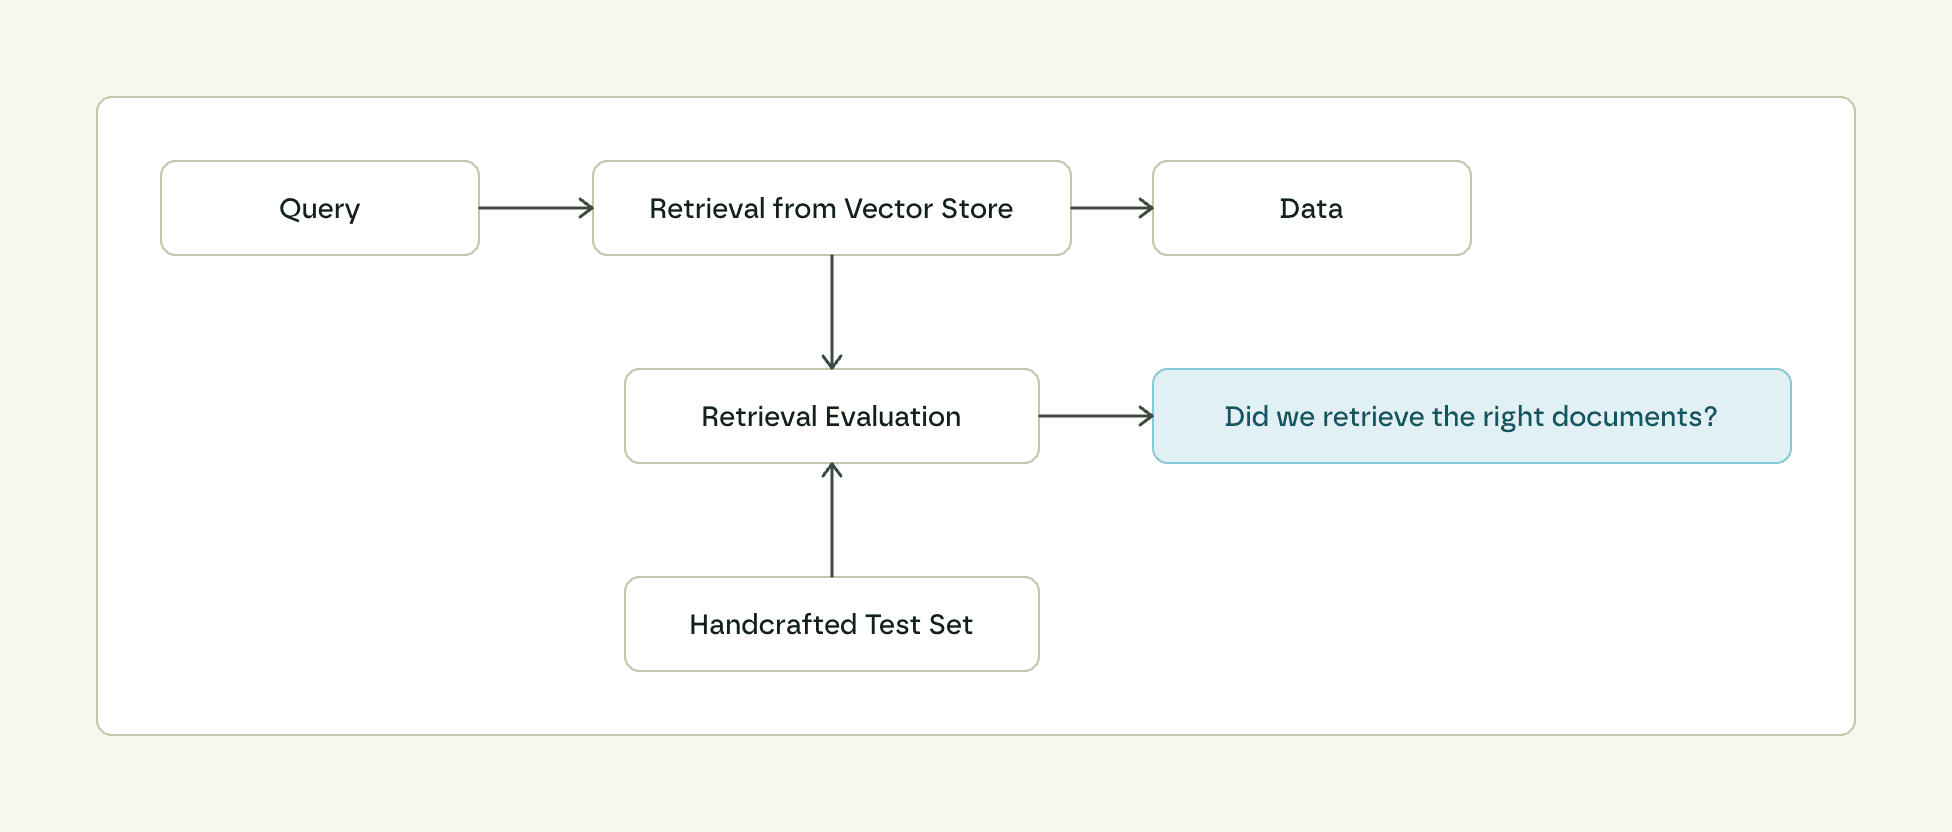 Query
Retrieval from Vector Store
Data
Retrieval Evaluation
Did we retrieve the right documents?
Handcrafted Test Set